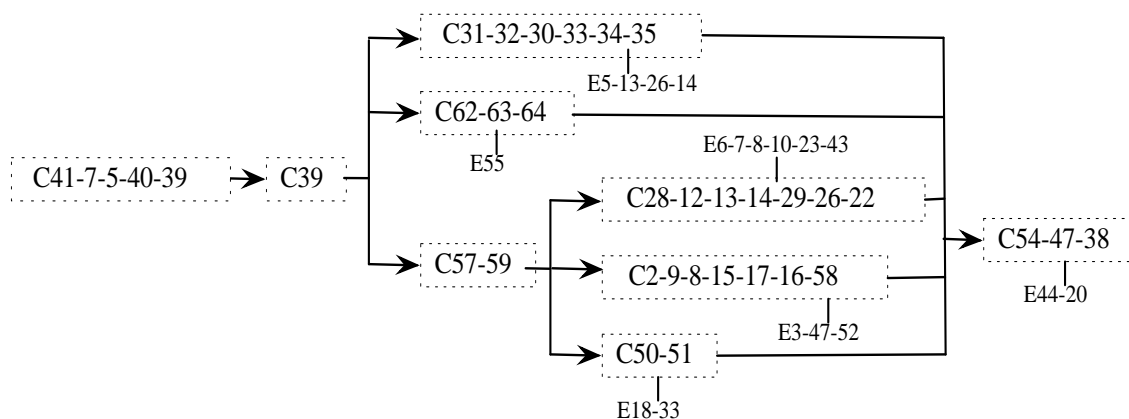 C31-32-30-33-34-35
E5-13-26-14
C62-63-64
E55
E6-7-8-10-23-43
C41-7-5-40-39
C39
C28-12-13-14-29-26-22
C54-47-38
E44-20
C57-59
C2-9-8-15-17-16-58
E3-47-52
C50-51
E18-33